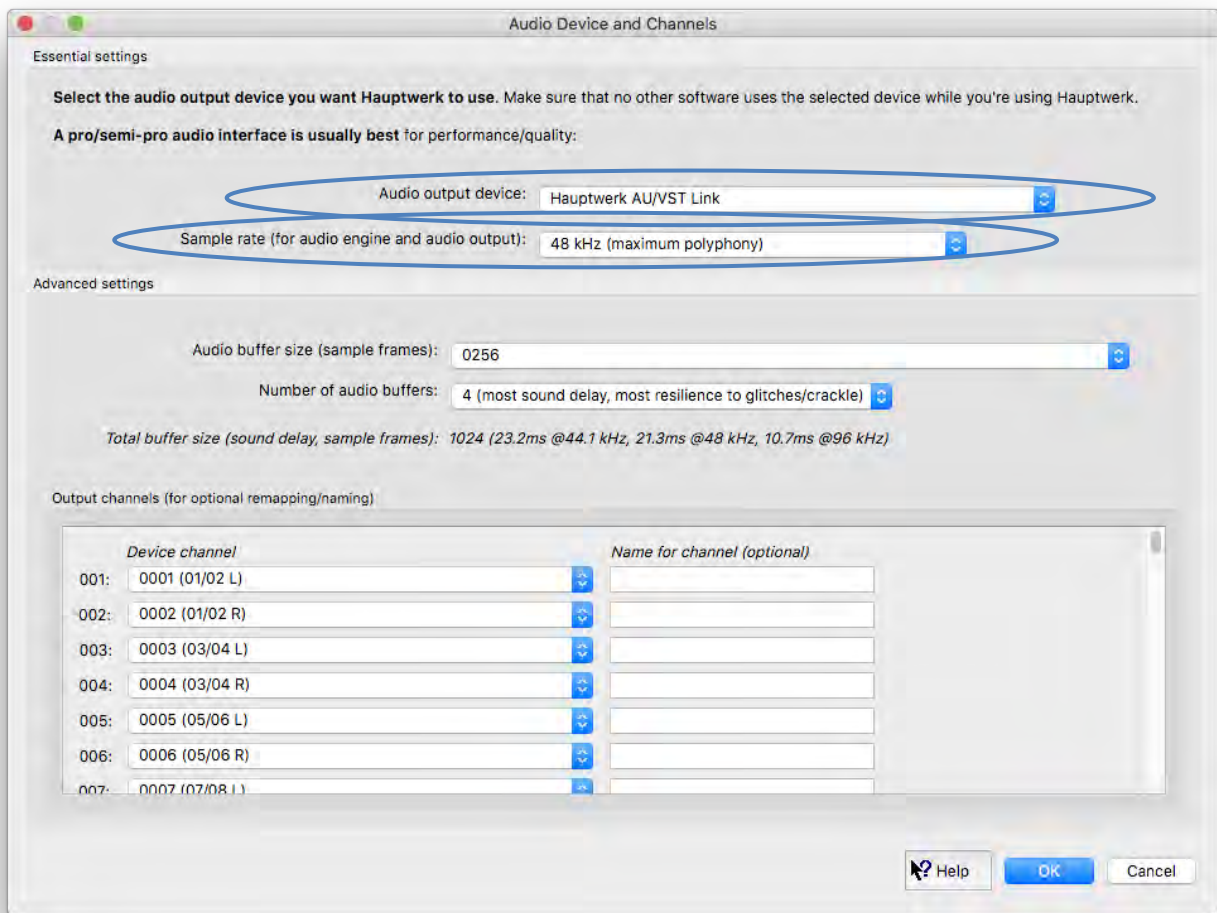 Audio Device and Channels
Essential settings
Select the audio output device you want Hauptwerk to use. Make sure that no other software uses the selected device while you're using Hauptwerk.
A pro/semi-pro audio interface is usually best for performance/quality:
Audio output device: Hauptwerk AU/VST Link
Sample rate (for audio engine and audio output): 48 kHz (maximum polyphony)
Advanced settings
Audio buffer size (sample frames): 0256
Number of audio buffers: 4 (most sound delay, most resilience to glitches/crackle)
Total buffer size (sound delay, sample frames): 1024 (23.2ms @44.1 kHz, 21.3ms @48 kHz, 10.7ms @96 kHz)
Output channels (for optional remapping/naming)
Device channel Name for channel (optional)
001: 0001 (01/02 L)
002: 0002 (01/02 R)
003: 0003 (03/04 L)
004: 0004 (03/04 R)
005: 0005 (05/06 L)
006: 0006 (05/06 R)
007: 0007 (07/08 L)
? Help OK Cancel